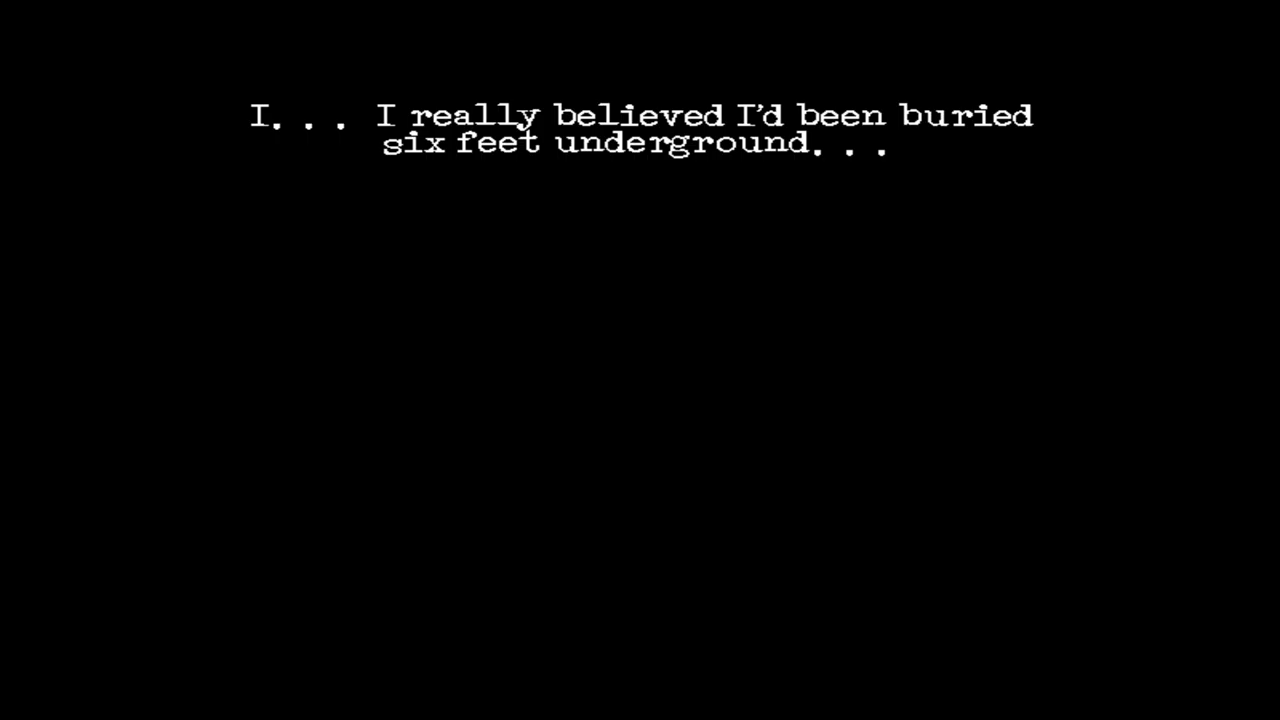 I. . . I really believed I'd been buried
six feet underground. . .